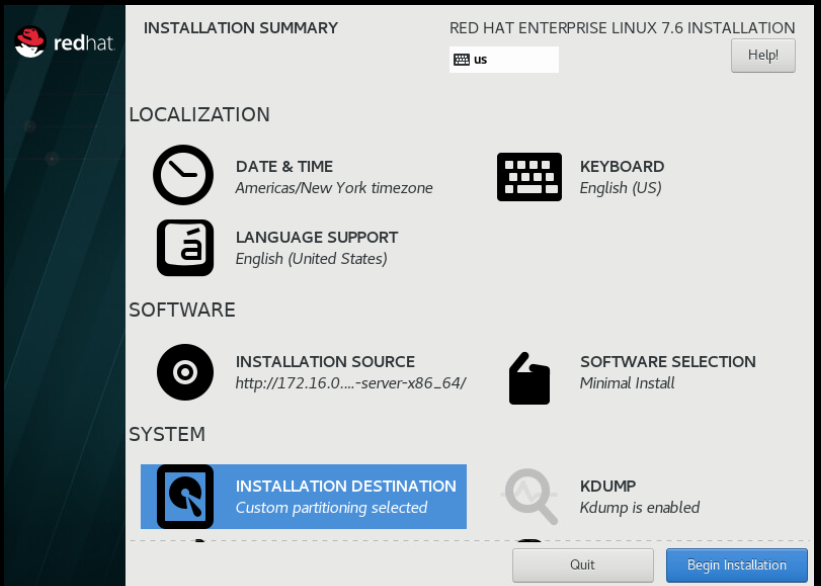 redhat
INSTALLATION SUMMARY
RED HAT ENTERPRISE LINUX 7.6 INSTALLATION
us
Help!
LOCALIZATION
DATE & TIME
Americas/New York timezone
KEYBOARD
English (US)
LANGUAGE SUPPORT
English (United States)
á
SOFTWARE
INSTALLATION SOURCE
http://172.16.0....-server-x86_64/
SOFTWARE SELECTION
Minimal Install
SYSTEM
INSTALLATION DESTINATION
Custom partitioning selected
KDUMP
Kdump is enabled
Quit
Begin Installation